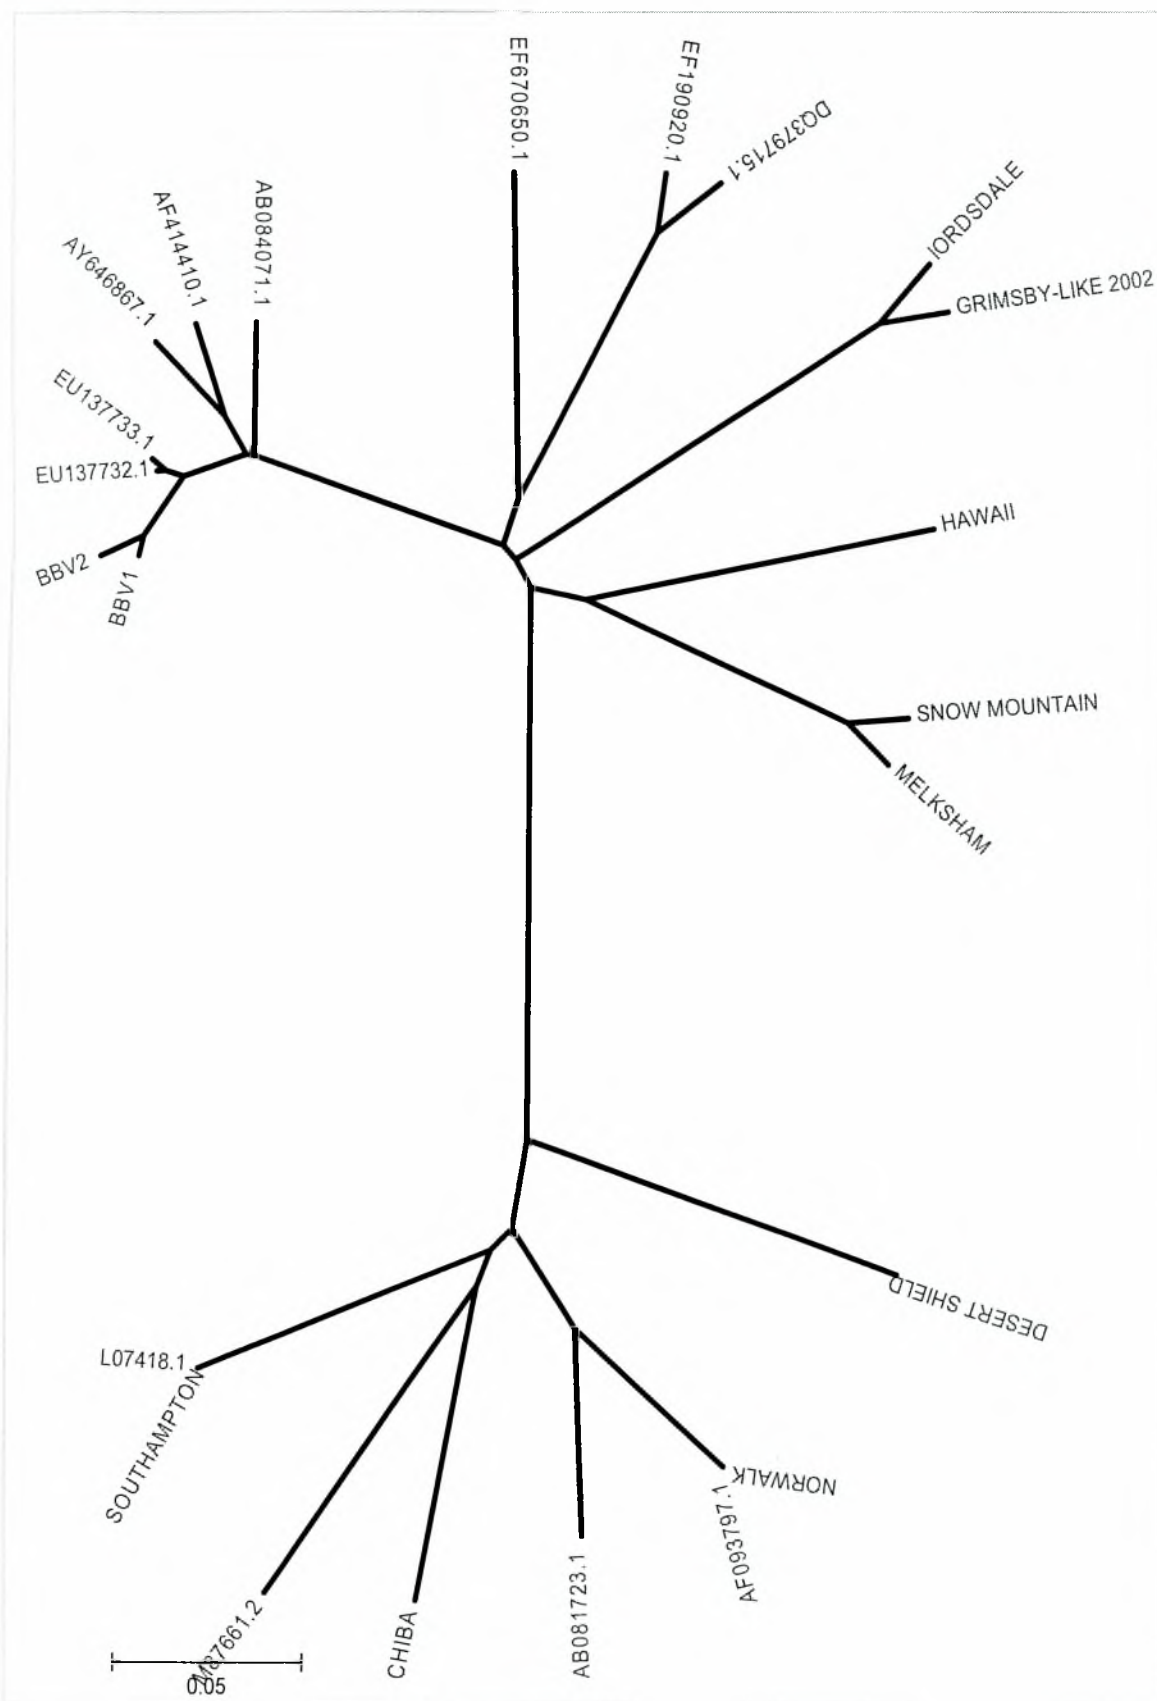 EF670650.1
EF190920.1
DQ379715.1
IORDSDALE
GRIMSBY-LIKE 2002
AB084071.1
AF414410.1
AY646867.1
EU137733.1
EU137732.1
BBV2
BBV1
HAWAII
SNOW MOUNTAIN
MELKSHAM
DESERT SHIELD
L07418.1
SOUTHAMPTON
NORWALK
AF093797.1
AB081723.1
CHIBA
M87661.2
0.05